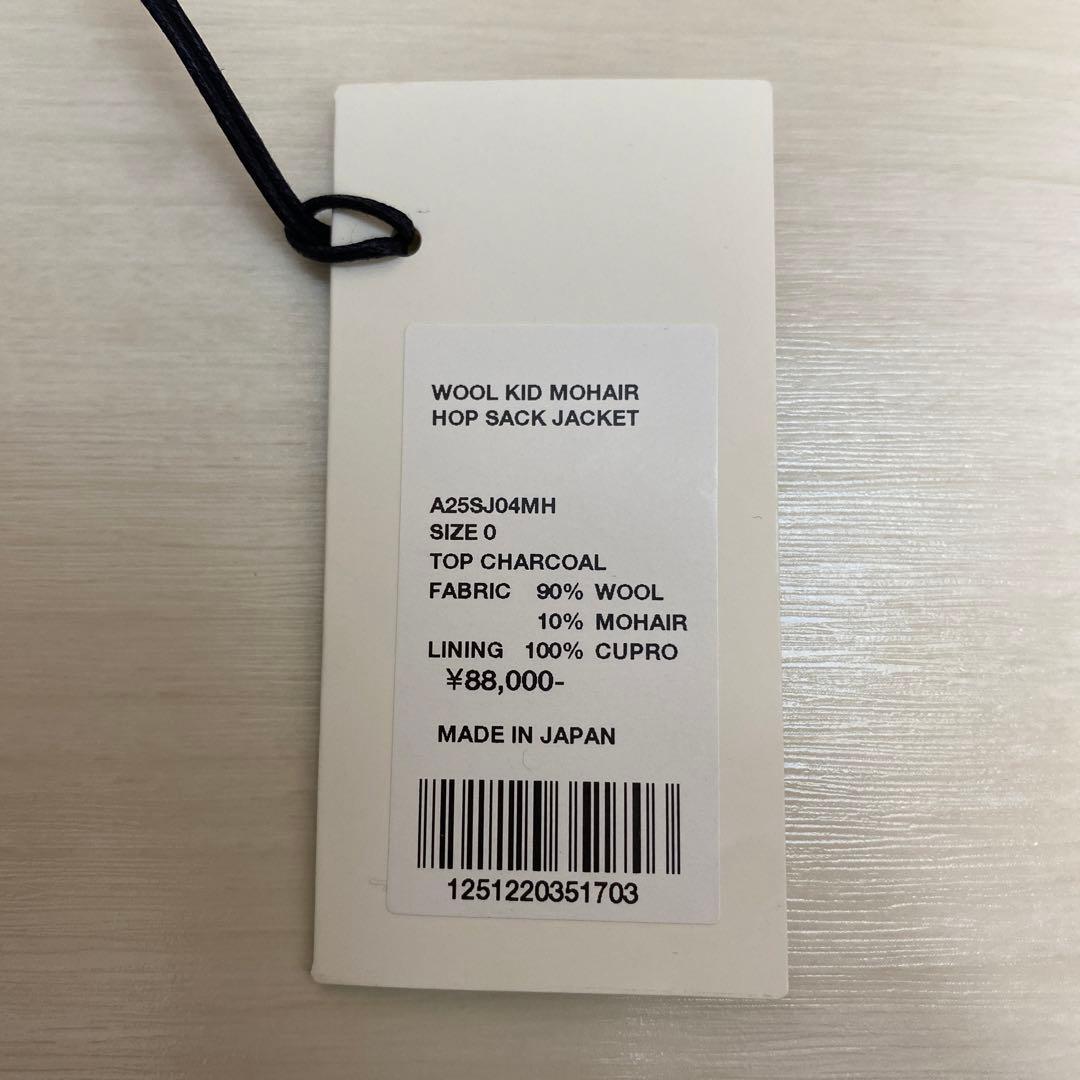 WOOL KID MOHAIR
HOP SACK JACKET
A25SJ04MH
SIZE 0
TOP CHARCOAL
FABRIC 90% WOOL
10% MOHAIR
LINING 100% CUPRO
¥88,000-
MADE IN JAPAN
1251220351703